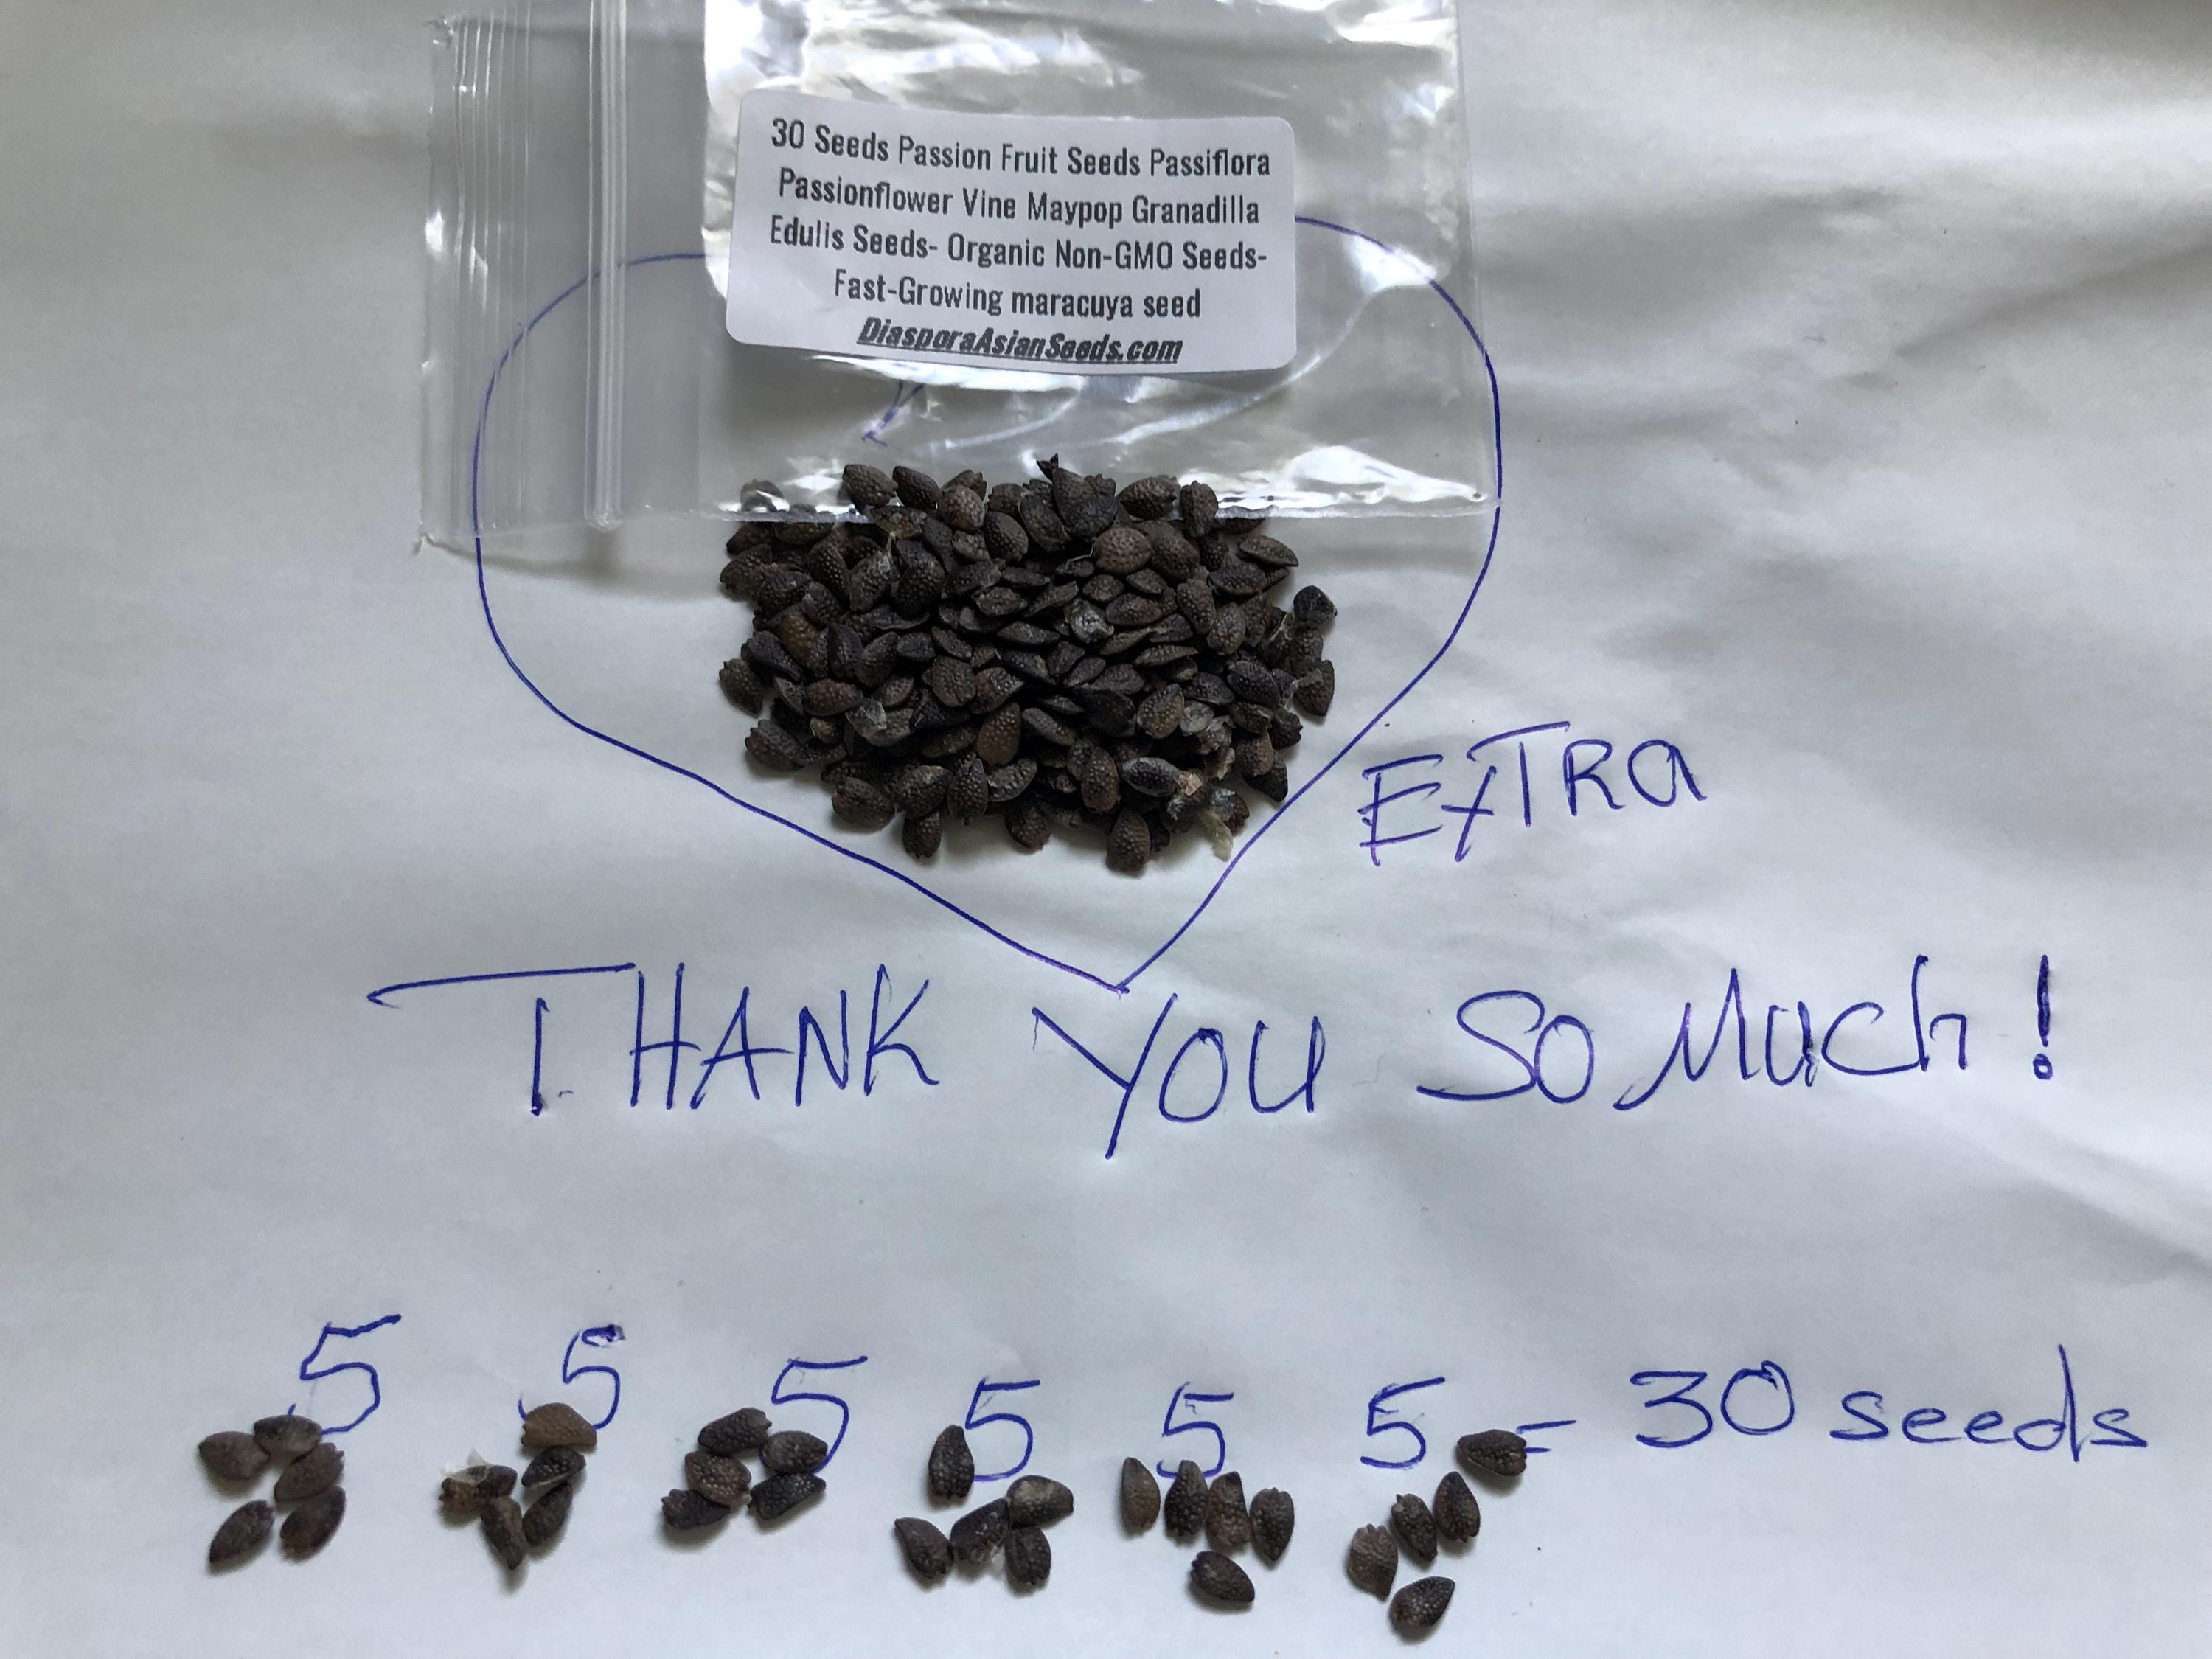 30 Seeds Passion Fruit Seeds Passiflora
Passionflower Vine Maypop Granadilla
Edulis Seeds- Organic Non-GMO Seeds-
Fast-Growing maracuya seed
DiasporaAsianSeeds.com
EXTRa
THANK YOU SO Much!
5 5 5 5 5 5 = 30 seeds